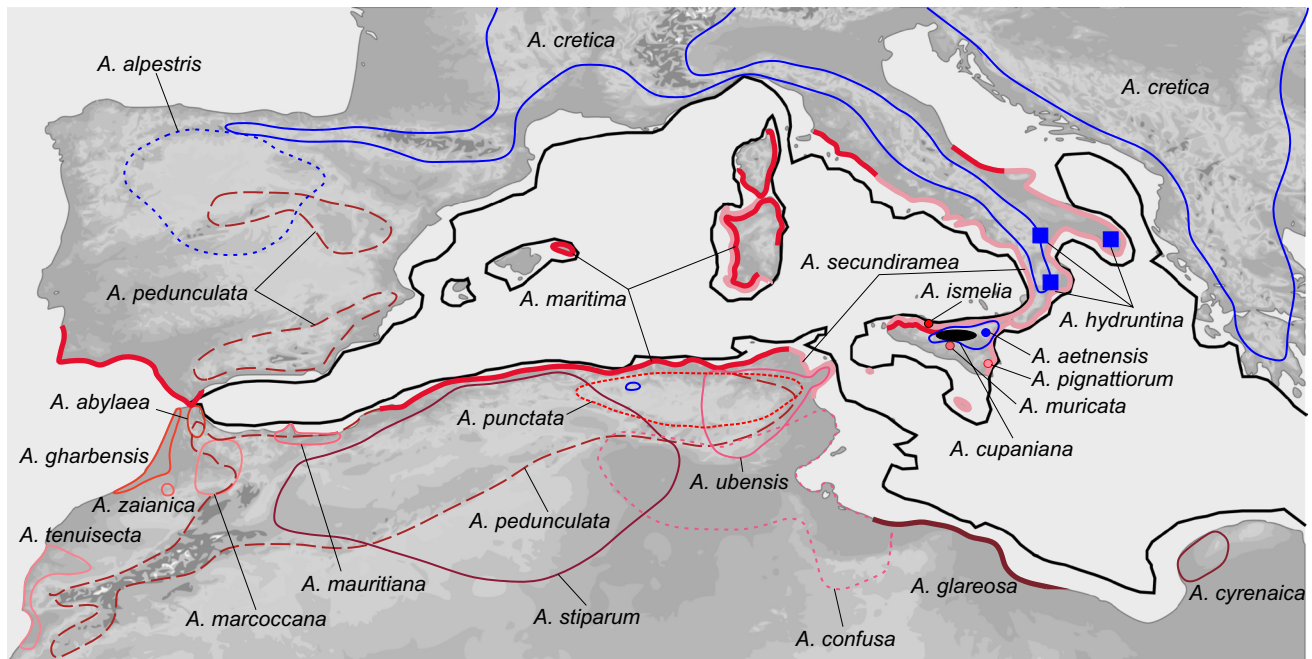 A. cretica
A. alpestris
A. cretica
A. secundiramea
A. pedunculata
A. maritima
A. ismelia
A. hydruntina
A. aetnensis
A. pignattiorum
A. abylaea
A. punctata
A. muricata
A. cupaniana
A. gharbensis
A. ubensis
A. zaianica
A. pedunculata
A. tenuisecta
A. mauritiana
A. glareosa
A. cyrenaica
A. marcoccana
A. stiparum
A. confusa